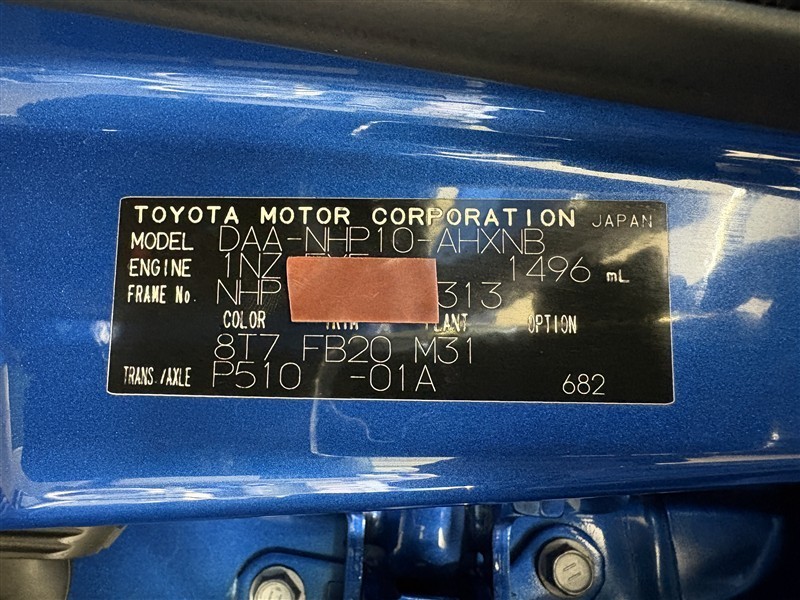 TOYOTA MOTOR CORPORATION JAPAN
MODEL DAA-NHP10-AHXNB
ENGINE 1NZ 1496 mL
FRAME No. NHP 313
COLOR TRIM PLANT OPTION
8T7 FB20 M31
TRANS./AXLE P510 -01A 682